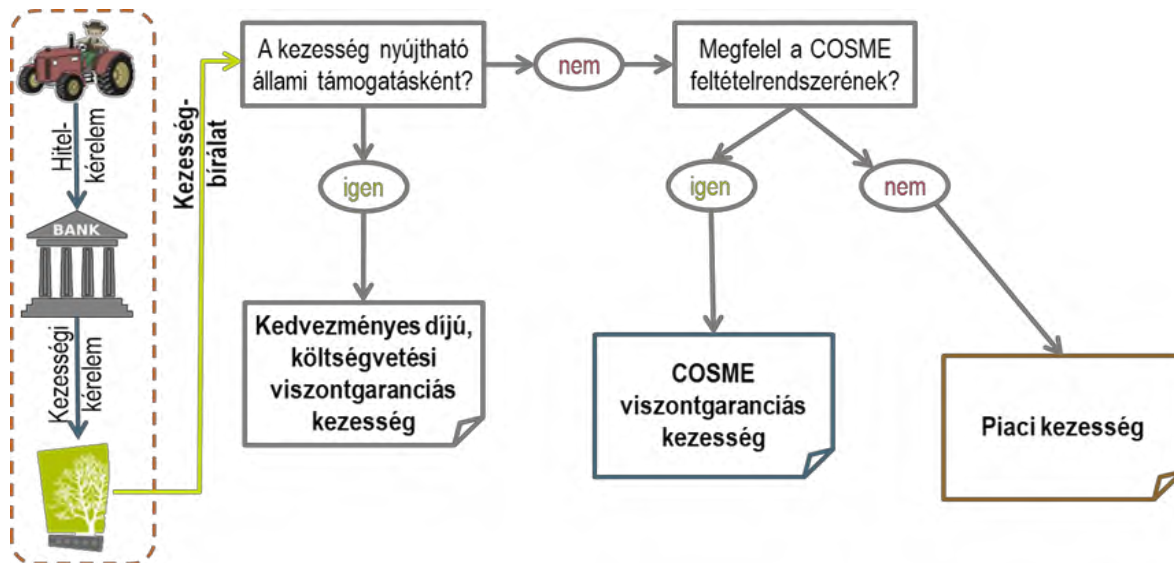 Hitel-
kérelem
BANK
Kezességi
kérelem
Kezesség-
bírálat
A kezesség nyújtható
állami támogatásként?
nem
Megfelel a COSME
feltételrendszerének?
igen
igen
nem
Kedvezményes díjú,
költségvetési
viszontgaranciás
kezesség
COSME
viszontgaranciás
kezesség
Piaci kezesség